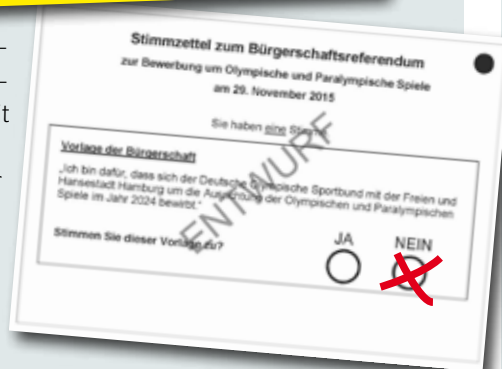 it
Stimmzettel zum Bürgerschaftsreferendum
zur Bewerbung um Olympische und Paralympische Spiele
am 29. November 2015
Sie haben eine Stimme
ENTWURF
Vorlage der Bürgerschaft
„Ich bin dafür, dass sich der Deutsche Olympische Sportbund mit der Freien und
Hansestadt Hamburg um die Ausrichtung der Olympischen und Paralympischen
Spiele im Jahr 2024 bewirbt.“
Stimmen Sie dieser Vorlage zu?
JA NEIN